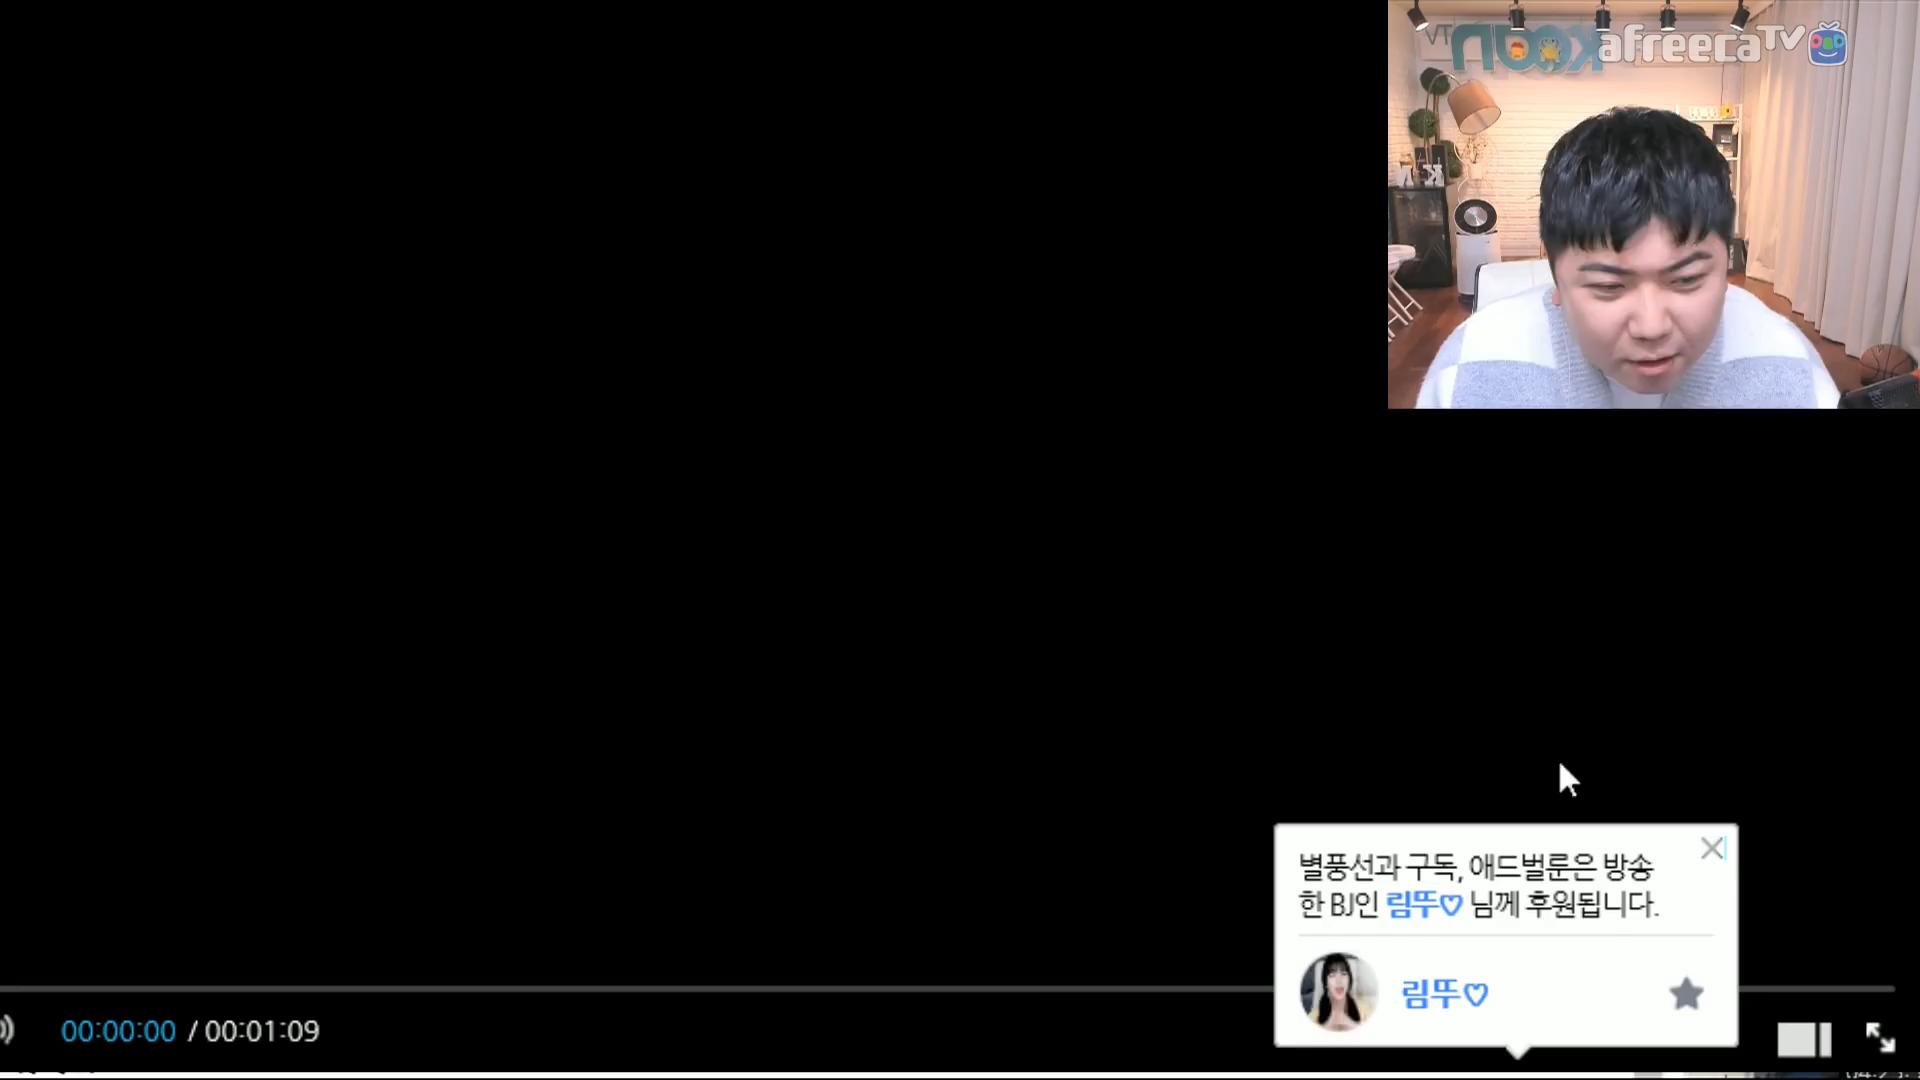 afreecaTV
별풍선과 구독, 애드벌룬은 방송
한 BJ인 림뚜♡ 님께 후원됩니다.
림뚜♡
00:00:00 / 00:01:09